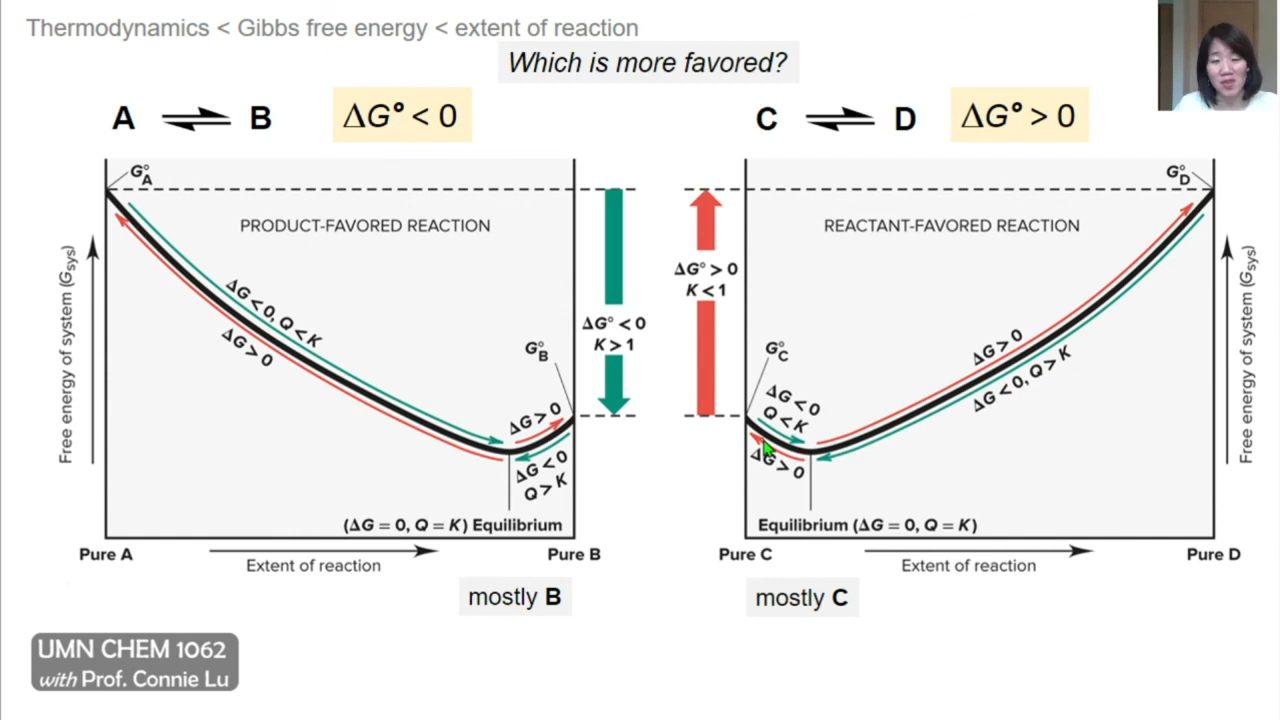 Thermodynamics < Gibbs free energy < extent of reaction
Which is more favored?
A ⇌ B
ΔG° < 0
C ⇌ D
ΔG° > 0
G°A
PRODUCT-FAVORED REACTION
ΔG < 0, Q < K
ΔG > 0
G°B
ΔG > 0
ΔG < 0
Q > K
(ΔG = 0, Q = K) Equilibrium
Free energy of system (Gsys)
Pure A
Pure B
Extent of reaction
mostly B
ΔG° < 0
K > 1
ΔG° > 0
K < 1
G°D
REACTANT-FAVORED REACTION
G°C
ΔG < 0
Q < K
ΔG > 0
ΔG > 0
ΔG < 0, Q > K
Equilibrium (ΔG = 0, Q = K)
Free energy of system (Gsys)
Pure C
Pure D
Extent of reaction
mostly C
UMN CHEM 1062
with Prof. Connie Lu